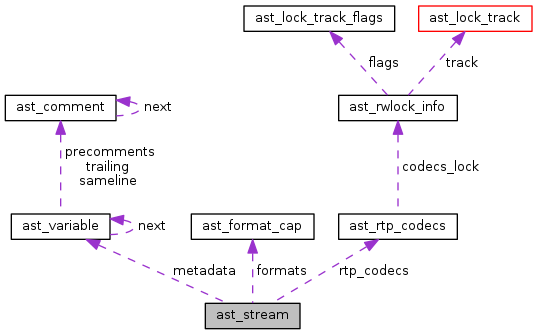 ast_lock_track_flags
ast_lock_track
flags
track
ast_comment
next
ast_rwlock_info
precomments
trailing
sameline
codecs_lock
ast_variable
next
ast_format_cap
ast_rtp_codecs
metadata
formats
rtp_codecs
ast_stream